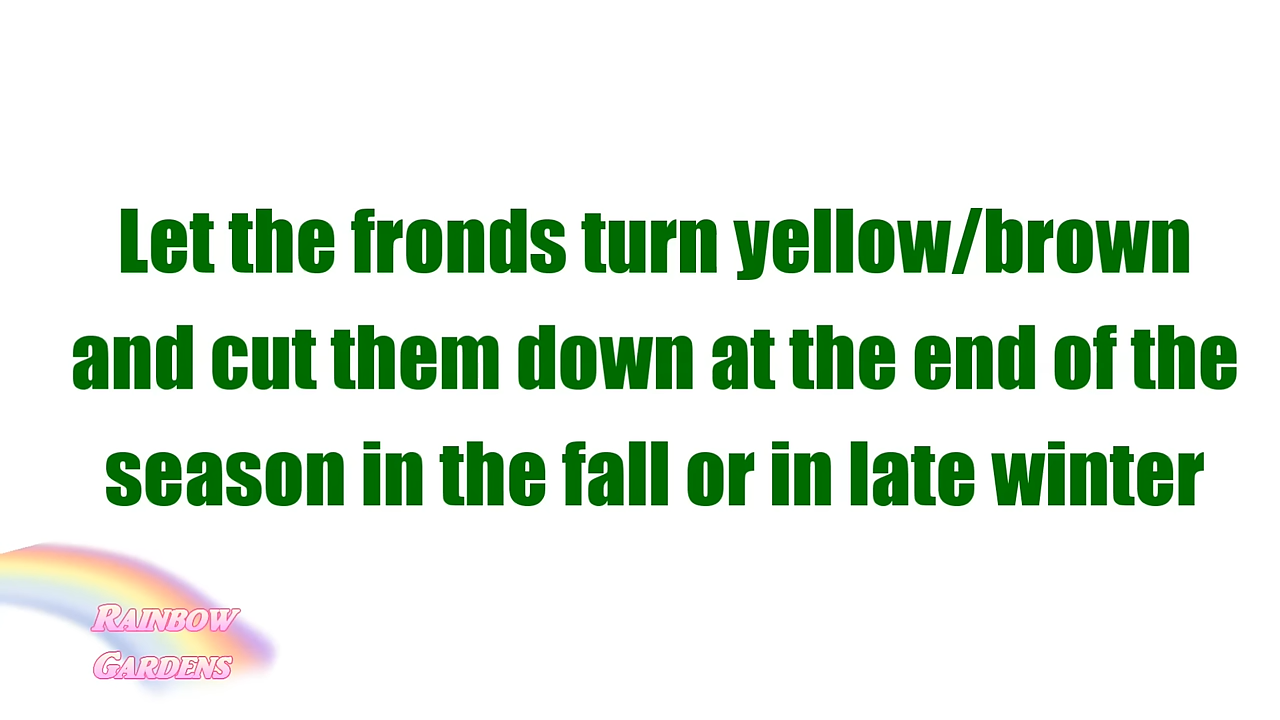 Let the fronds turn yellow/brown
and cut them down at the end of the
season in the fall or in late winter
RAINBOW
GARDENS